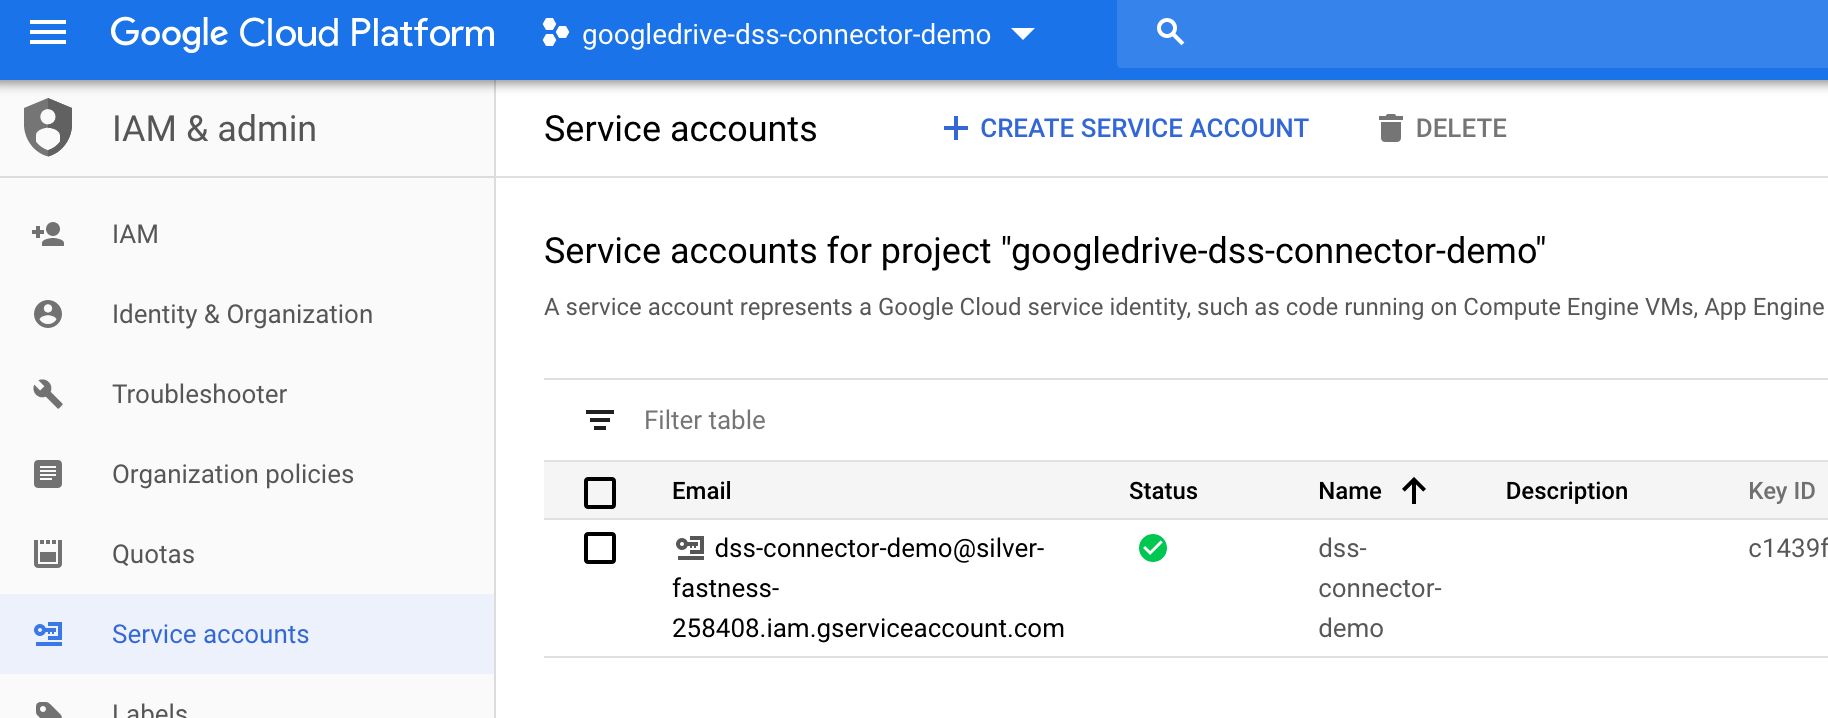 Google Cloud Platform
googledrive-dss-connector-demo
IAM & admin
Service accounts
CREATE SERVICE ACCOUNT
DELETE
IAM
Identity & Organization
Troubleshooter
Organization policies
Quotas
Service accounts
Labels
Service accounts for project "googledrive-dss-connector-demo"
A service account represents a Google Cloud service identity, such as code running on Compute Engine VMs, App Engine
Filter table
Email Status Name Description Key ID
dss-connector-demo@silver- dss- c1439f
fastness- connector-
258408.iam.gserviceaccount.com demo